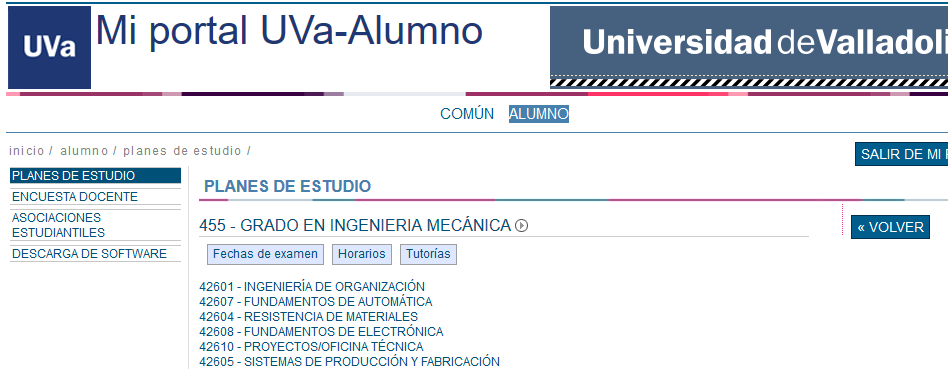 UVa
Mi portal UVa-Alumno
Universidad de Valladoli
COMÚN ALUMNO
inicio / alumno / planes de estudio /
SALIR DE MI
PLANES DE ESTUDIO
ENCUESTA DOCENTE
ASOCIACIONES
ESTUDIANTILES
DESCARGA DE SOFTWARE
PLANES DE ESTUDIO
455 - GRADO EN INGENIERIA MECÁNICA
« VOLVER
Fechas de examen Horarios Tutorías
42601 - INGENIERÍA DE ORGANIZACIÓN
42607 - FUNDAMENTOS DE AUTOMÁTICA
42604 - RESISTENCIA DE MATERIALES
42608 - FUNDAMENTOS DE ELECTRÓNICA
42610 - PROYECTOS/OFICINA TÉCNICA
42605 - SISTEMAS DE PRODUCCIÓN Y FABRICACIÓN